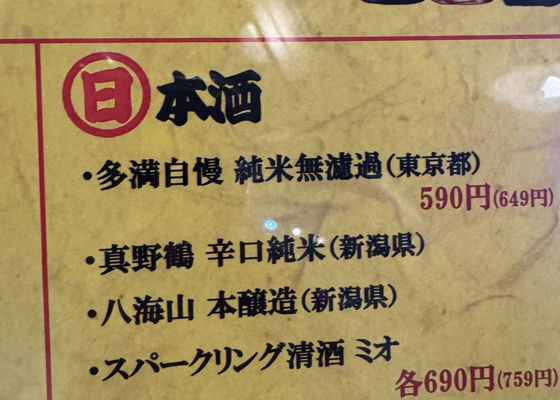 日本酒
・多満自慢 純米無濾過(東京都)
590円(649円)
・真野鶴 辛口純米(新潟県)
・八海山 本醸造(新潟県)
・スパークリング清酒 ミオ
各690円(759円)